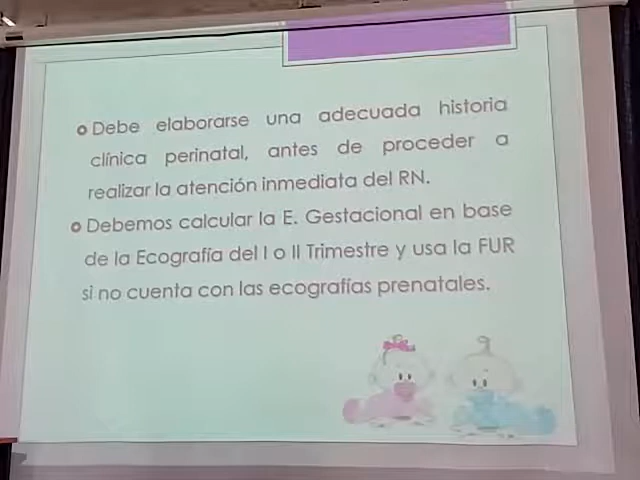 Debe elaborarse una adecuada historia
clínica perinatal, antes de proceder a
realizar la atención inmediata del RN.
Debemos calcular la E. Gestacional en base
de la Ecografía del I o II Trimestre y usa la FUR
si no cuenta con las ecografías prenatales.